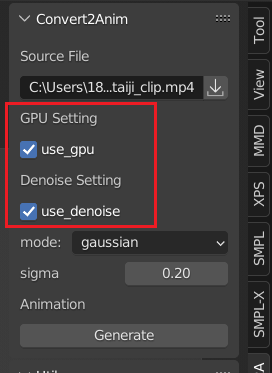 Convert2Anim
Source File
C:\Users\18...taiji_clip.mp4
GPU Setting
use_gpu
Denoise Setting
use_denoise
mode: gaussian
sigma 0.20
Animation
Generate
Tool
View
MMD
XPS
SMPL
SMPL-X